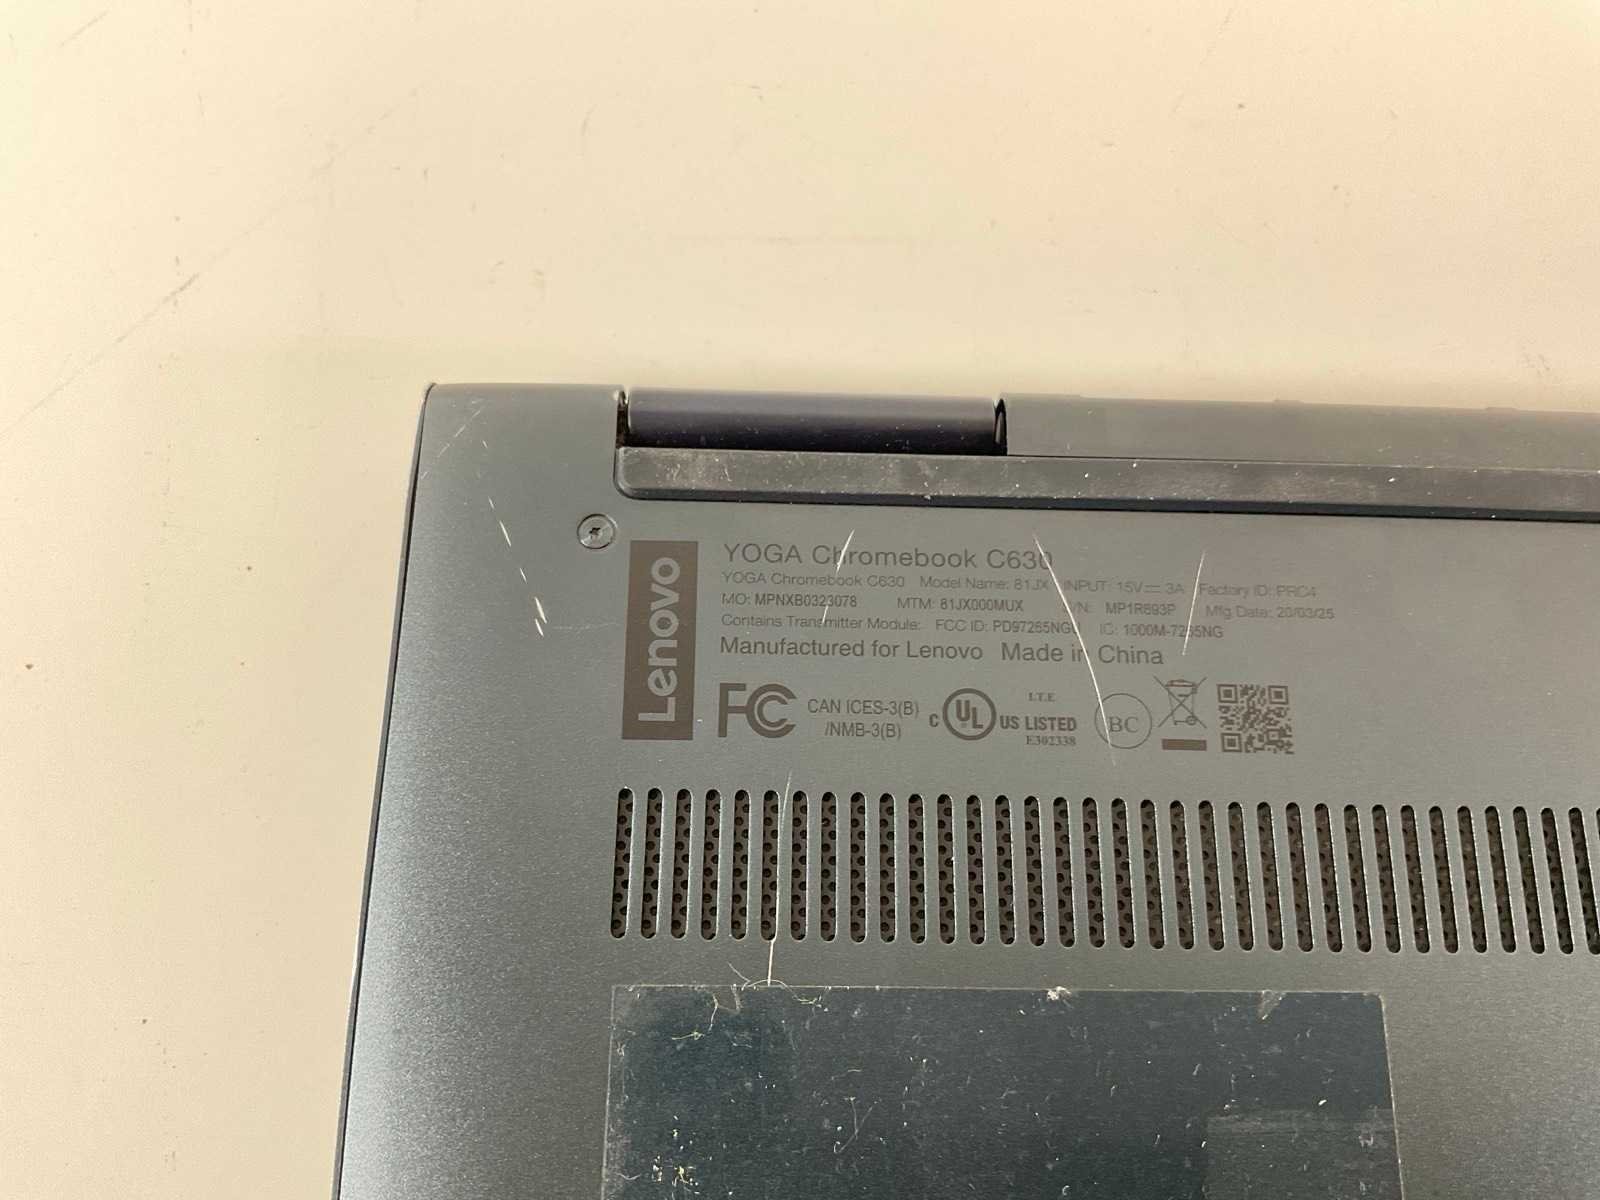 Lenovo
YOGA Chromebook C630
YOGA Chromebook C630 Model Name: 81JX INPUT: 15V⎓3A Factory ID: PRC4
MO: MPNXB0323078 MTM: 81JX000MUX S/N: MP1R893P Mfg Date: 20/03/25
Contains Transmitter Module: FCC ID: PD97265NGU IC: 1000M-7265NG
Manufactured for Lenovo Made in China
FC CAN ICES-3(B)
/NMB-3(B)
C UL US LISTED
I.T.E
E302338
BC